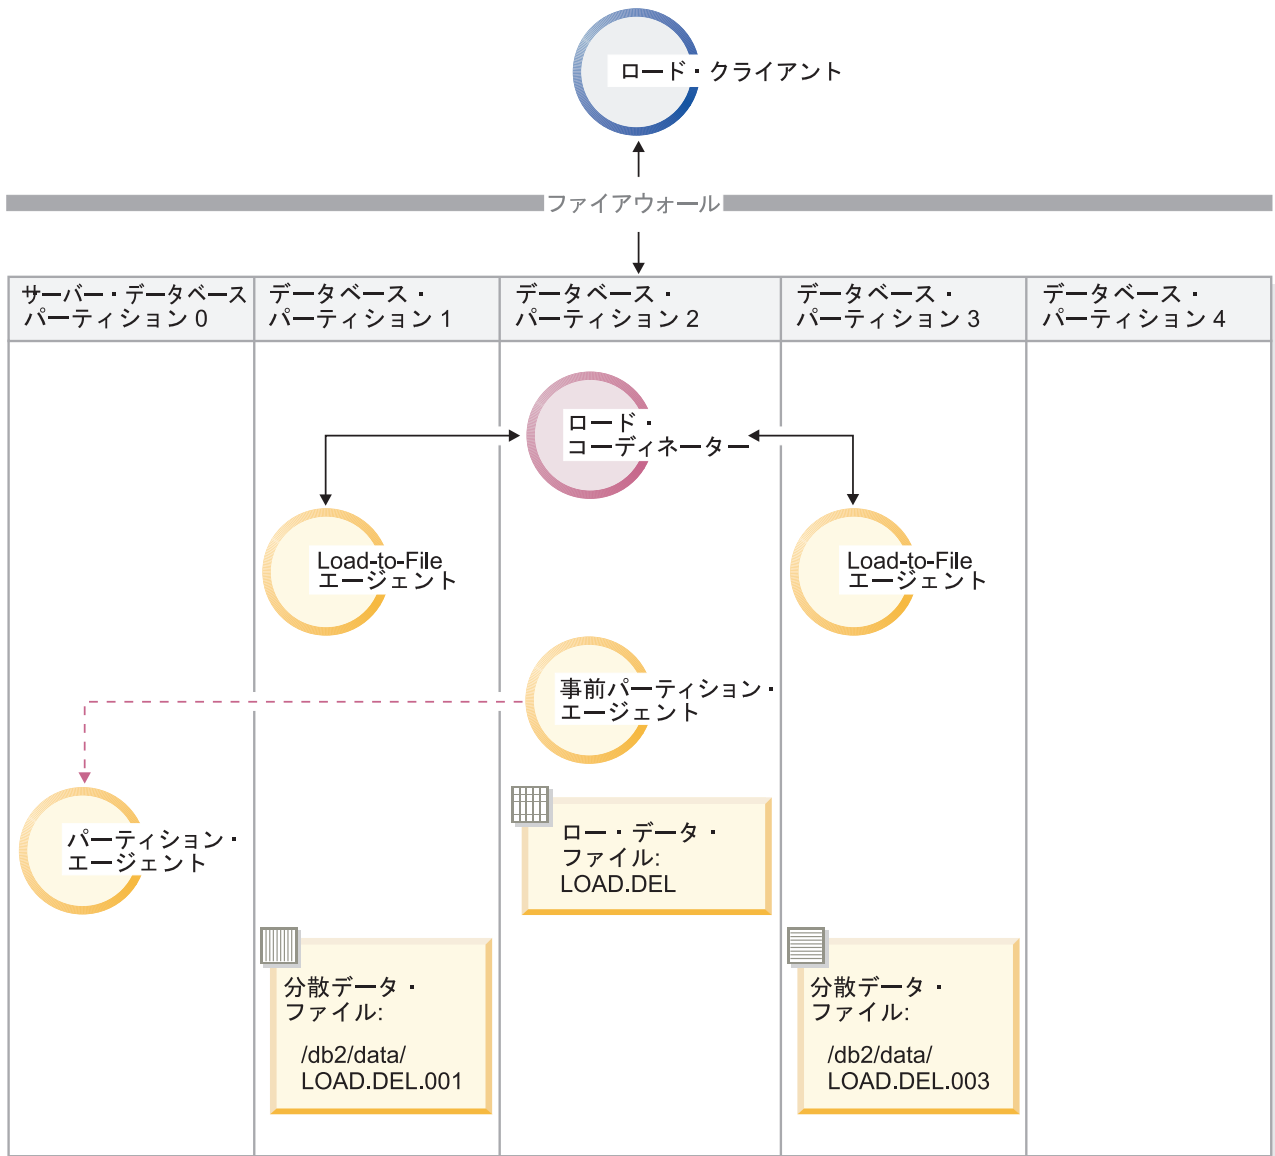 ロード・クライアント
ファイアウォール
サーバー・データベース
パーティション 0
データベース・
パーティション 1
データベース・
パーティション 2
データベース・
パーティション 3
データベース・
パーティション 4
ロード・
コーディネーター
Load-to-File
エージェント
Load-to-File
エージェント
事前パーティション・
エージェント
パーティション・
エージェント
ロー・データ・
ファイル:
LOAD.DEL
分散データ・
ファイル:
/db2/data/
LOAD.DEL.001
分散データ・
ファイル:
/db2/data/
LOAD.DEL.003